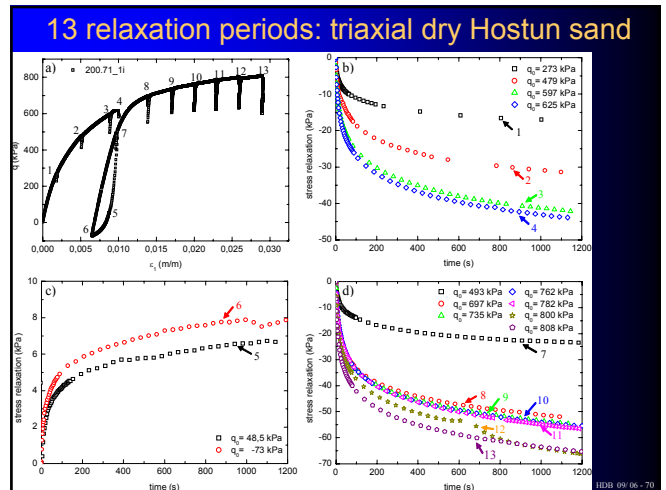 13 relaxation periods: triaxial dry Hostun sand
a)
200.71_1i
800
600
400
200
0
q (kPa)
1
2
3
4
5
6
7
8
9
10
11
12
13
0,000
0,005
0,010
0,015
0,020
0,025
0,030
ε₁ (m/m)
b)
q₀= 273 kPa
q₀= 479 kPa
q₀= 597 kPa
q₀= 625 kPa
0
-10
-20
-30
-40
-50
stress relaxation (kPa)
1
2
3
4
0
200
400
600
800
1000
1200
time (s)
c)
10
8
6
4
2
0
stress relaxation (kPa)
6
5
q₀= 48,5 kPa
q₀= -73 kPa
0
200
400
600
800
1000
1200
time (s)
d)
q₀= 493 kPa
q₀= 697 kPa
q₀= 735 kPa
q₀= 762 kPa
q₀= 782 kPa
q₀= 800 kPa
q₀= 808 kPa
0
-10
-20
-30
-40
-50
-60
-70
stress relaxation (kPa)
7
8
9
10
11
12
13
0
200
400
600
800
1000
1200
time (s)
HDB 09/ 06 - 70